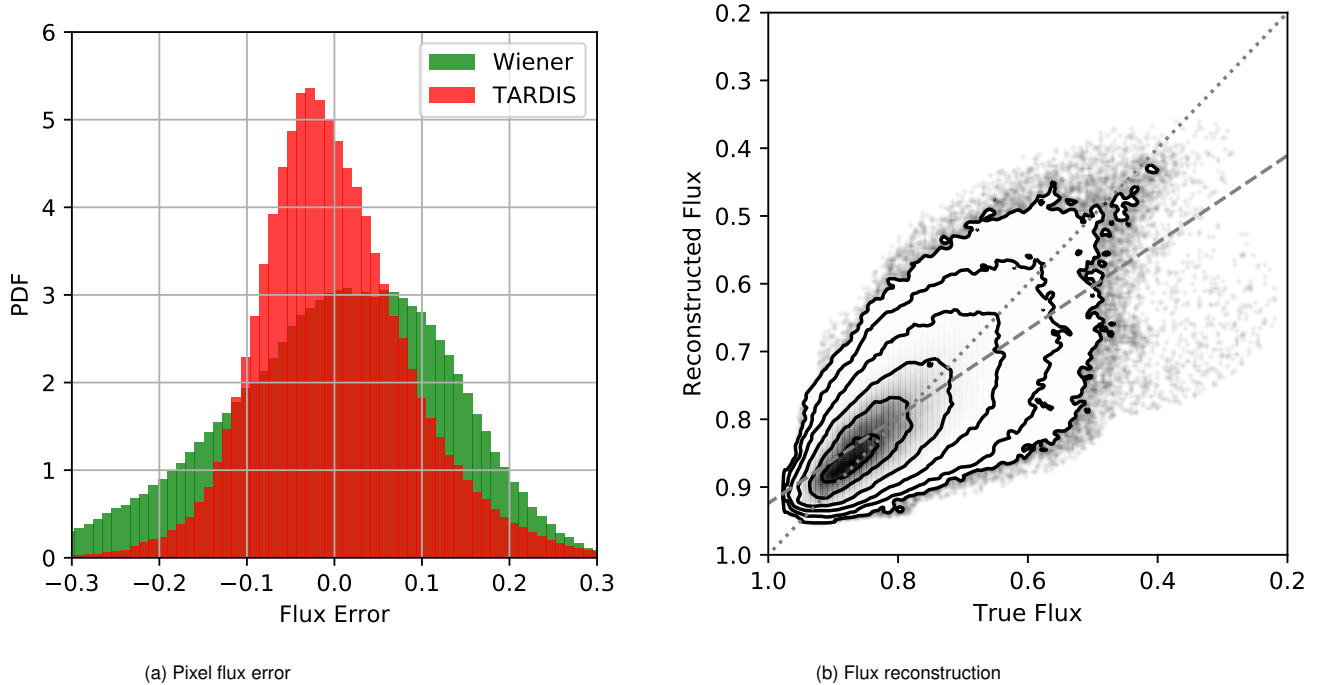 6
5
4
3
2
1
0
PDF
Wiener
TARDIS
−0.3 −0.2 −0.1 0.0 0.1 0.2 0.3
Flux Error
(a) Pixel flux error
0.2
0.3
0.4
0.5
0.6
0.7
0.8
0.9
1.0
Reconstructed Flux
1.0 0.8 0.6 0.4 0.2
True Flux
(b) Flux reconstruction